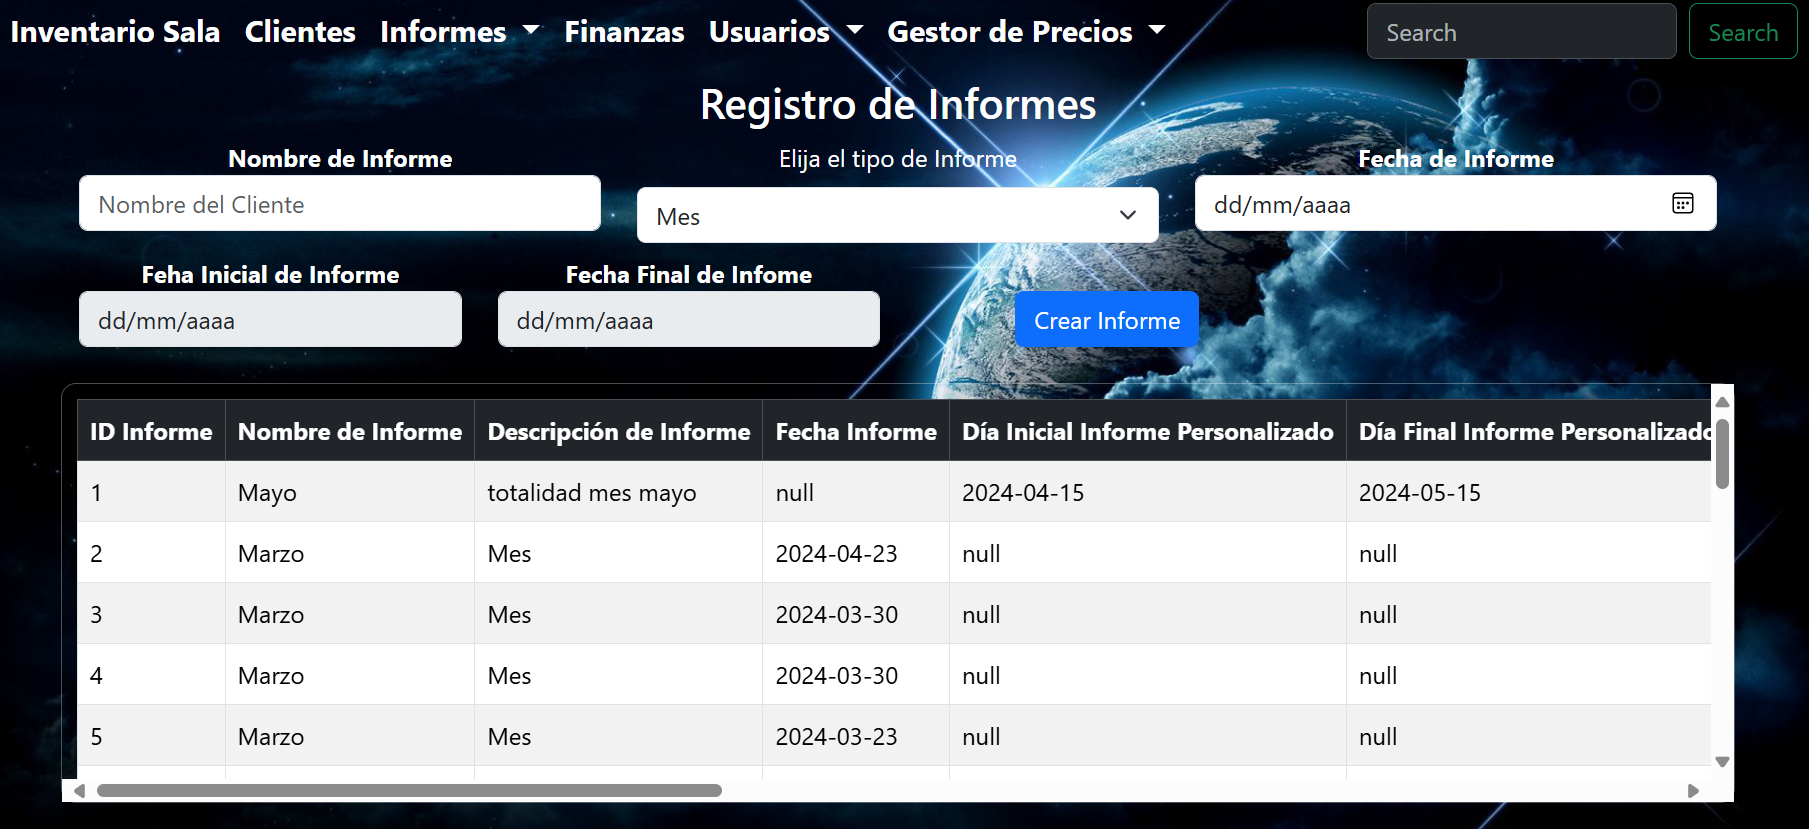 Inventario Sala Clientes Informes Finanzas Usuarios Gestor de Precios Search Search
Registro de Informes
Nombre de Informe Elija el tipo de Informe Fecha de Informe
Nombre del Cliente Mes dd/mm/aaaa
Feha Inicial de Informe Fecha Final de Infome
dd/mm/aaaa dd/mm/aaaa Crear Informe
ID Informe Nombre de Informe Descripción de Informe Fecha Informe Día Inicial Informe Personalizado Día Final Informe Personalizado
1 Mayo totalidad mes mayo null 2024-04-15 2024-05-15
2 Marzo Mes 2024-04-23 null null
3 Marzo Mes 2024-03-30 null null
4 Marzo Mes 2024-03-30 null null
5 Marzo Mes 2024-03-23 null null